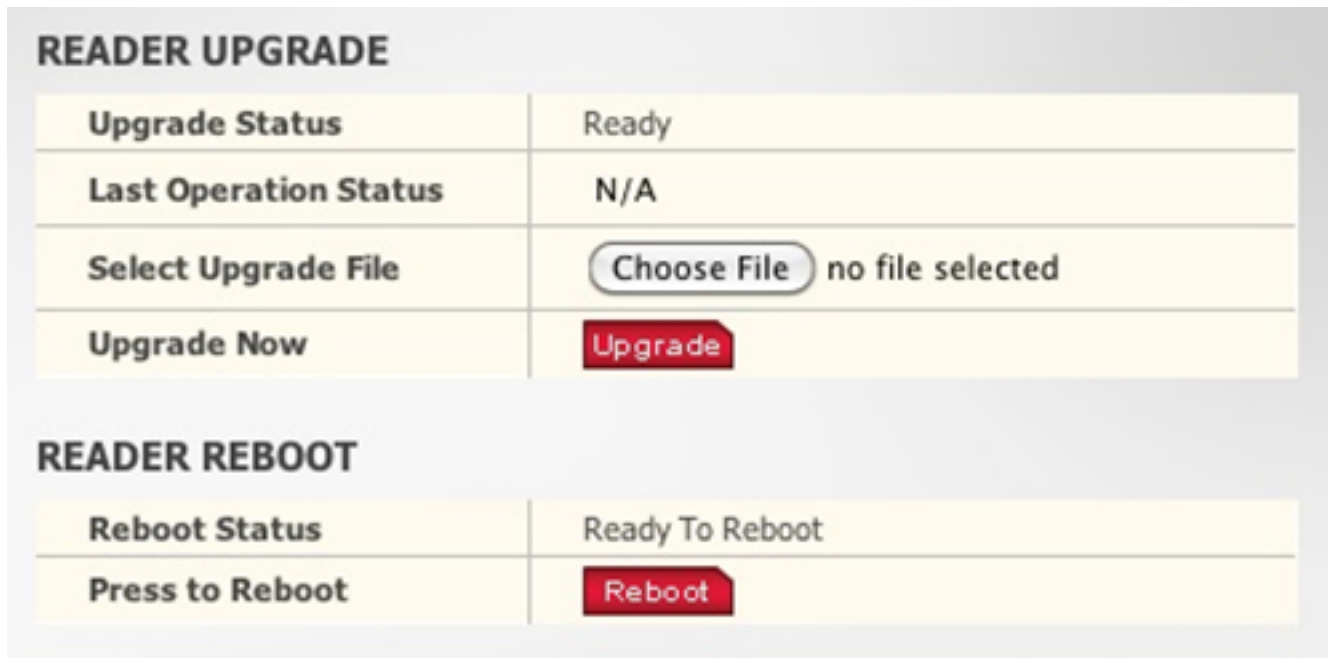 READER UPGRADE
Upgrade Status Ready
Last Operation Status N/A
Select Upgrade File Choose File no file selected
Upgrade Now Upgrade
READER REBOOT
Reboot Status Ready To Reboot
Press to Reboot Reboot